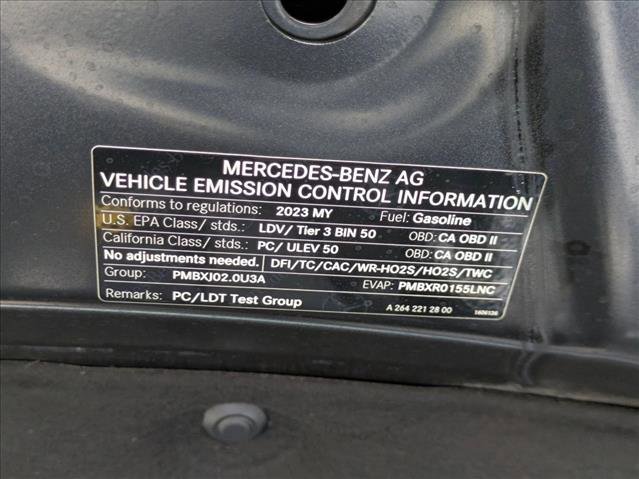 MERCEDES-BENZ AG
VEHICLE EMISSION CONTROL INFORMATION
Conforms to regulations: 2023 MY Fuel: Gasoline
U.S. EPA Class/ stds.: LDV/ Tier 3 BIN 50 OBD: CA OBD II
California Class/ stds.: PC/ ULEV 50 OBD: CA OBD II
No adjustments needed. DFI/TC/CAC/WR-HO2S/HO2S/TWC
Group: PMBXJ02.0U3A EVAP: PMBXR0155LNC
Remarks: PC/LDT Test Group A 264 221 28 00